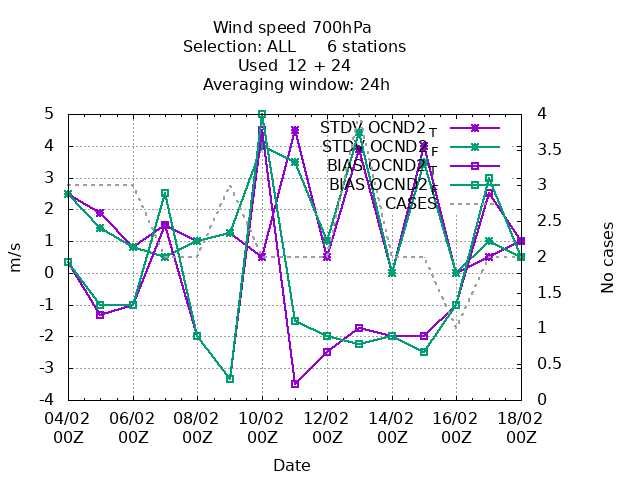 Wind speed 700hPa
Selection: ALL 6 stations
Used 12 + 24
Averaging window: 24h
STDV OCND2 T
STDV OCND2 F
BIAS OCND2 T
BIAS OCND2 F
CASES
5
4
3
2
1
0
-1
-2
-3
-4
m/s
4
3.5
3
2.5
2
1.5
1
0.5
0
No cases
04/02 06/02 08/02 10/02 12/02 14/02 16/02 18/02
00Z 00Z 00Z 00Z 00Z 00Z 00Z 00Z
Date